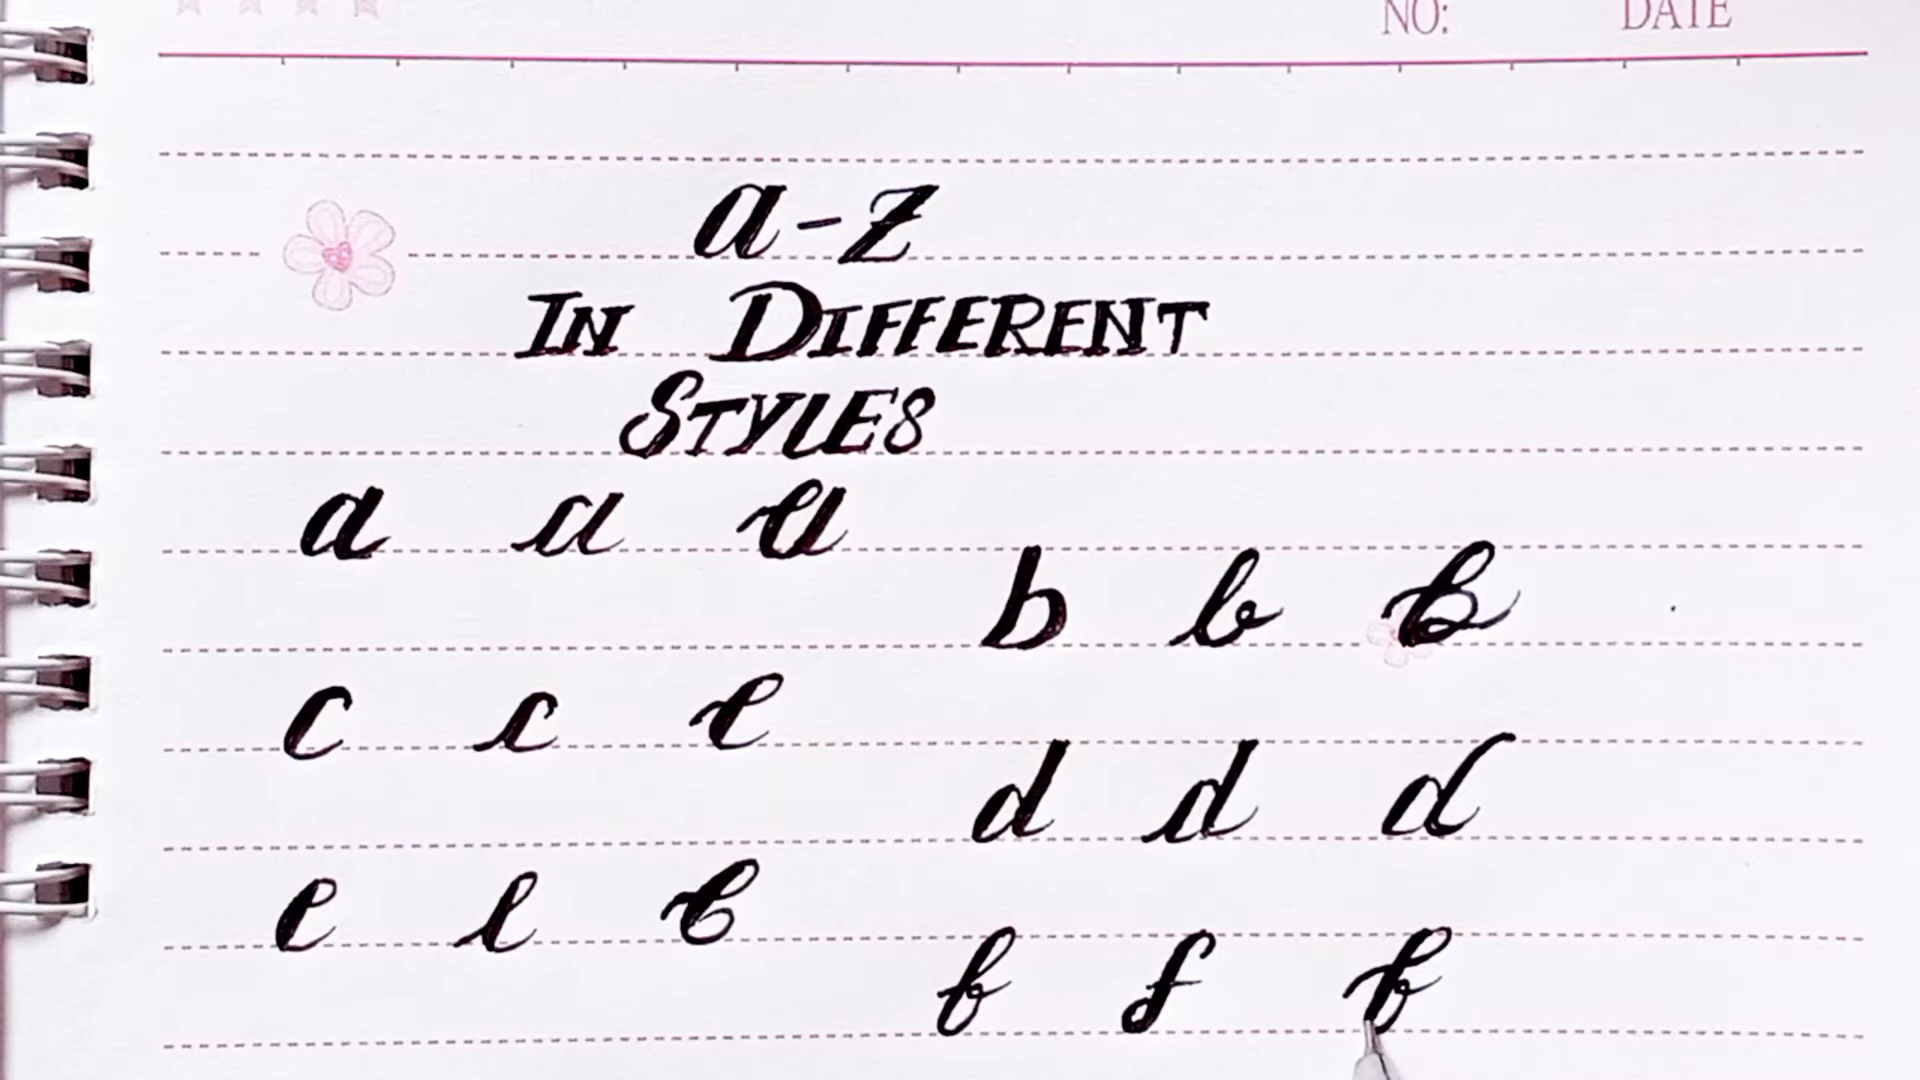 NO: DATE
a-z
IN DIFFERENT
STYLES
a a a
b b b
c c c
d d d
e e e
f f f